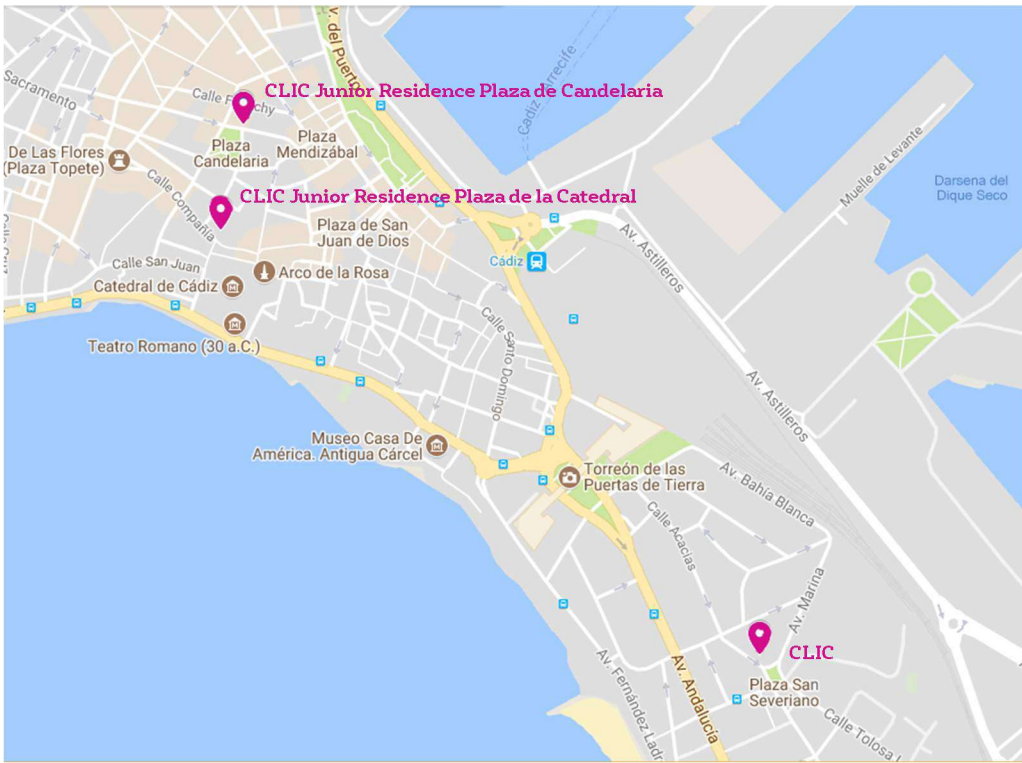 Av. del Puerto
Sacramento
CLIC Junior Residence Plaza de Candelaria
Cadiz - Arrecife
Plaza
Candelaria
Plaza
Mendizábal
De Las Flores
(Plaza Topete)
Muelle de Levante
Darsena del
Dique Seco
Calle Compañía
CLIC Junior Residence Plaza de la Catedral
Plaza de San
Juan de Dios
Av. Astilleros
Calle San Juan
Arco de la Rosa
Cádiz
Catedral de Cádiz
Teatro Romano (30 a.C.)
Calle Santo Domingo
Av. Astilleros
Museo Casa De
América. Antigua Cárcel
Torreón de las
Puertas de Tierra
Av. Bahía Blanca
Calle Acacias
Av. Marina
CLIC
Av. Fernández Ladr
Av. Andalucía
Plaza San
Severiano
Calle Tolosa L